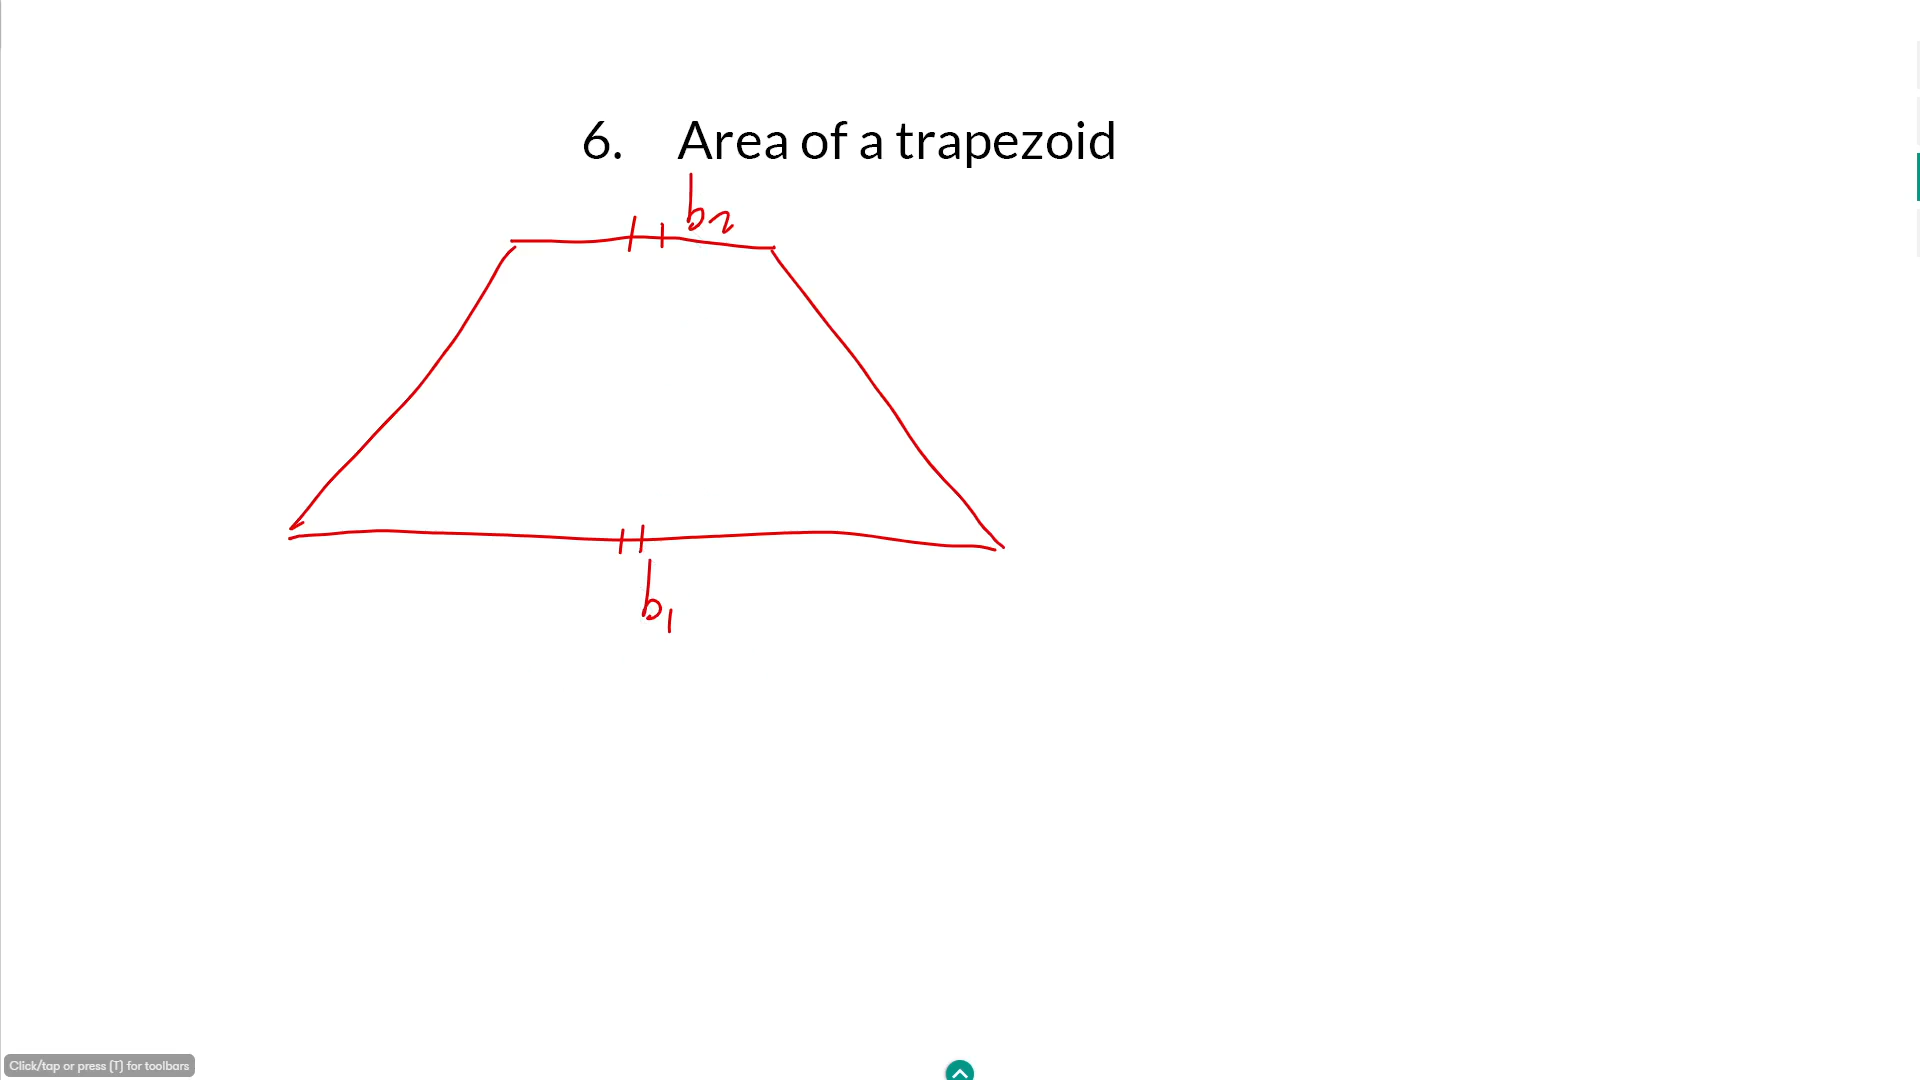 6. Area of a trapezoid
b2
b1
Click/tap or press (T) for toolbars